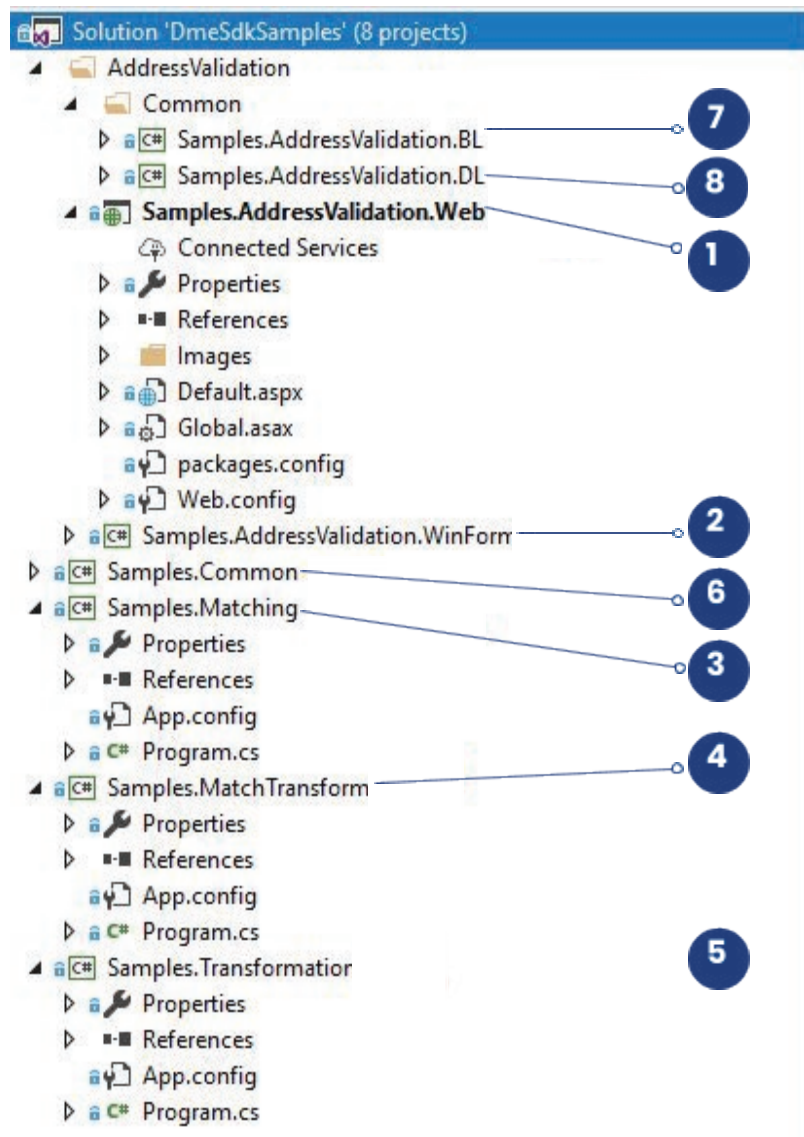 Solution 'DmeSdkSamples' (8 projects)
AddressValidation
Common
C# Samples.AddressValidation.BL 7
C# Samples.AddressValidation.DL 8
Samples.AddressValidation.Web 1
Connected Services
Properties
References
Images
Default.aspx
Global.asax
packages.config
Web.config
C# Samples.AddressValidation.WinForm 2
C# Samples.Common 6
C# Samples.Matching 3
Properties
References
App.config
C# Program.cs
C# Samples.MatchTransform 4
Properties
References
App.config
C# Program.cs
C# Samples.Transformation 5
Properties
References
App.config
C# Program.cs